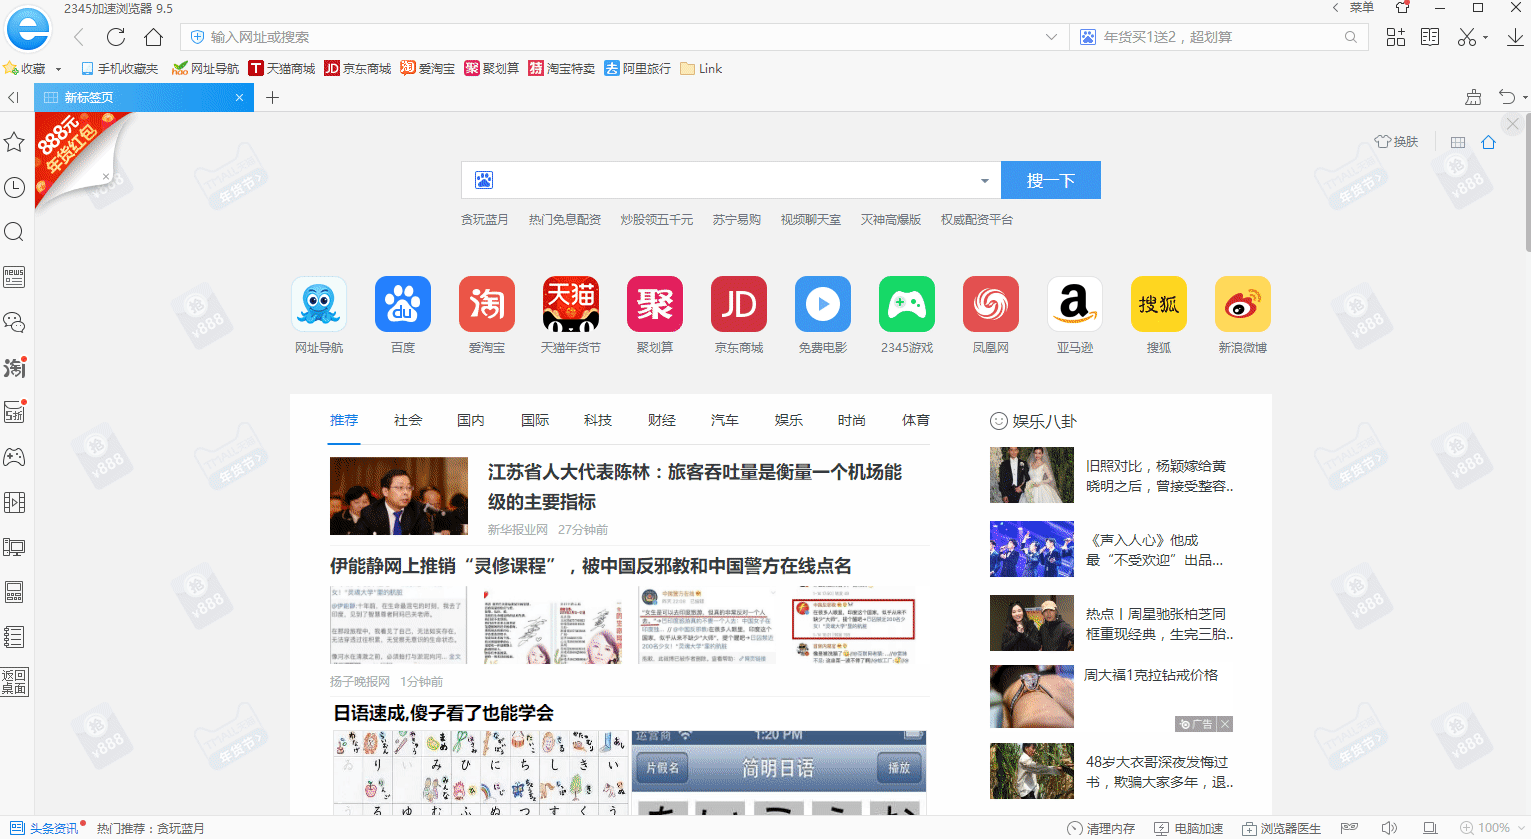 2345加速浏览器 9.5
菜单
输入网址或搜索
年货买1送2，超划算
收藏 手机收藏夹 网址导航 天猫商城 京东商城 爱淘宝 聚划算 淘宝特卖 阿里旅行 Link
新标签页
888元
年货红包
换肤
搜一下
贪玩蓝月 热门免息配资 炒股领五千元 苏宁易购 视频聊天室 灭神高爆版 权威配资平台
网址导航 百度 爱淘宝 天猫年货节 聚划算 京东商城 免费电影 2345游戏 凤凰网 亚马逊 搜狐 新浪微博
推荐 社会 国内 国际 科技 财经 汽车 娱乐 时尚 体育
江苏省人大代表陈林：旅客吞吐量是衡量一个机场能
级的主要指标
新华报业网 27分钟前
伊能静网上推销“灵修课程”，被中国反邪教和中国警方在线点名
扬子晚报网 1分钟前
日语速成,傻子看了也能学会
运营商 1:20 PM
片假名 简明日语 播放
娱乐八卦
旧照对比，杨颖嫁给黄
晓明之后，曾接受整容..
《声入人心》他成
最“不受欢迎”出品...
热点丨周星驰张柏芝同
框重现经典，生完三胎..
周大福1克拉钻戒价格
广告
48岁大衣哥深夜发悔过
书，欺骗大家多年，退..
返回
桌面
头条资讯 热门推荐：贪玩蓝月
清理内存 电脑加速 浏览器医生 100%